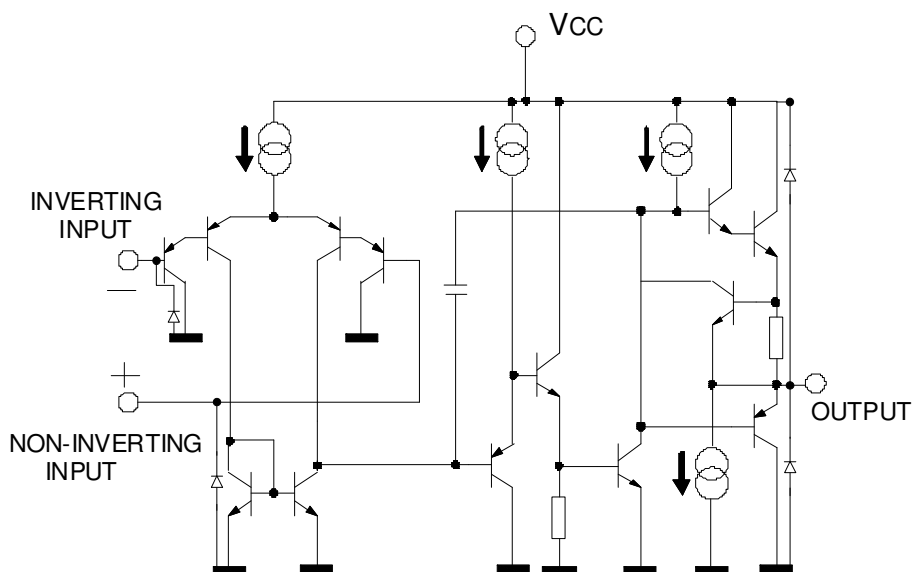 VCC
INVERTING
INPUT
−
+
NON-INVERTING
INPUT
OUTPUT